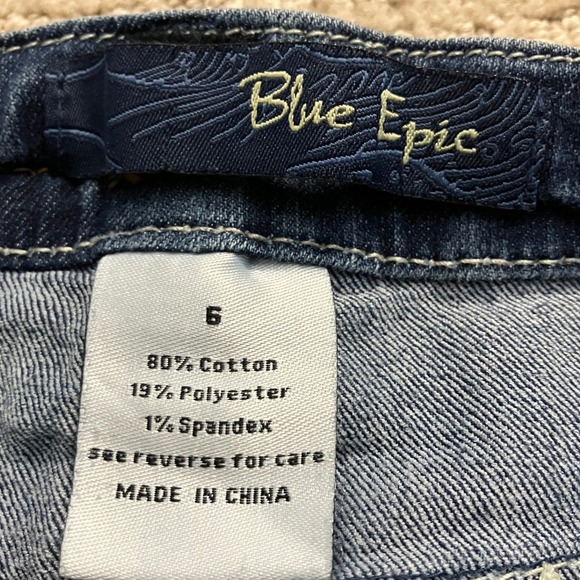 Blue Epic
6
80% Cotton
19% Polyester
1% Spandex
see reverse for care
MADE IN CHINA